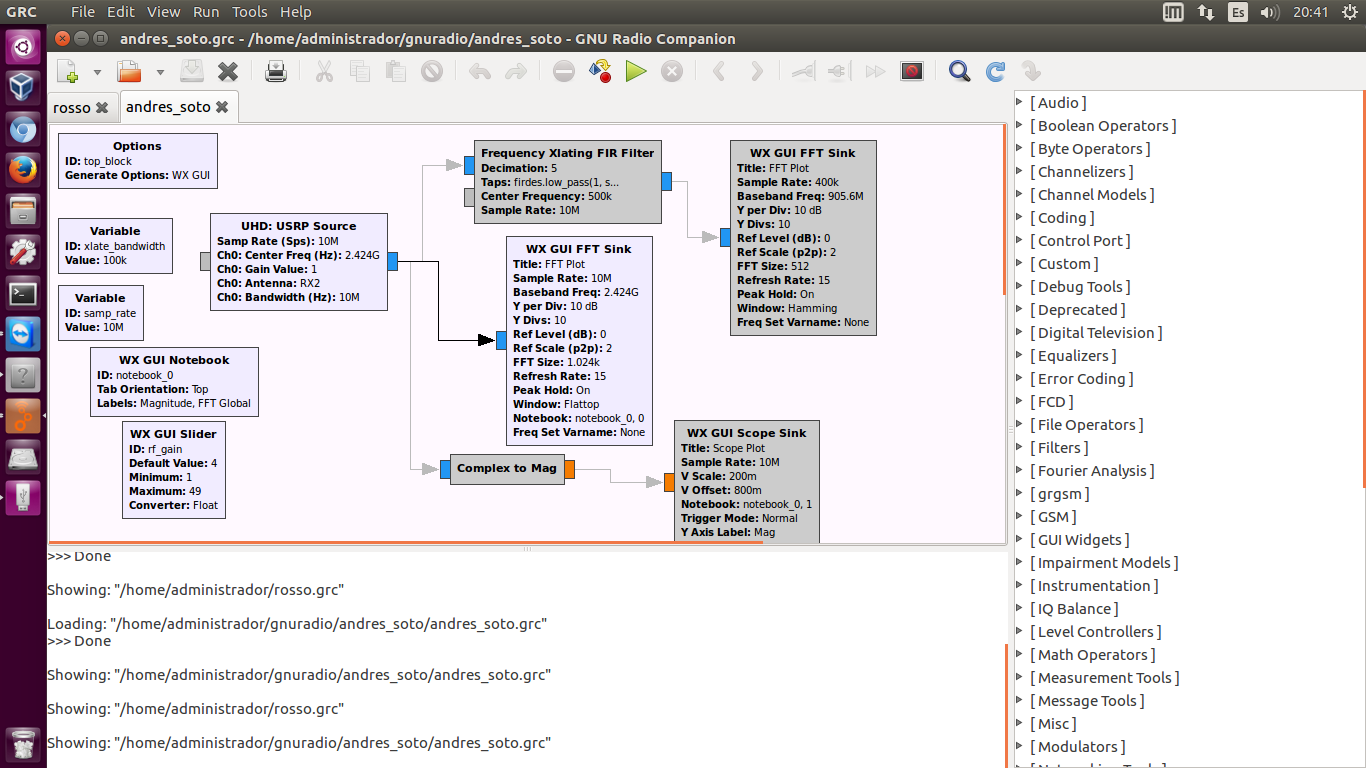 GRC
File Edit View Run Tools Help
Es
20:41
andres_soto.grc - /home/administrador/gnuradio/andres_soto - GNU Radio Companion
rosso
andres_soto
Options
ID: top_block
Generate Options: WX GUI
Variable
ID: xlate_bandwidth
Value: 100k
Variable
ID: samp_rate
Value: 10M
WX GUI Notebook
ID: notebook_0
Tab Orientation: Top
Labels: Magnitude, FFT Global
WX GUI Slider
ID: rf_gain
Default Value: 4
Minimum: 1
Maximum: 49
Converter: Float
UHD: USRP Source
Samp Rate (Sps): 10M
Ch0: Center Freq (Hz): 2.424G
Ch0: Gain Value: 1
Ch0: Antenna: RX2
Ch0: Bandwidth (Hz): 10M
Frequency Xlating FIR Filter
Decimation: 5
Taps: firdes.low_pass(1, s...
Center Frequency: 500k
Sample Rate: 10M
WX GUI FFT Sink
Title: FFT Plot
Sample Rate: 10M
Baseband Freq: 2.424G
Y per Div: 10 dB
Y Divs: 10
Ref Level (dB): 0
Ref Scale (p2p): 2
FFT Size: 1.024k
Refresh Rate: 15
Peak Hold: On
Window: Flattop
Notebook: notebook_0, 0
Freq Set Varname: None
Complex to Mag
WX GUI FFT Sink
Title: FFT Plot
Sample Rate: 400k
Baseband Freq: 905.6M
Y per Div: 10 dB
Y Divs: 10
Ref Level (dB): 0
Ref Scale (p2p): 2
FFT Size: 512
Refresh Rate: 15
Peak Hold: On
Window: Hamming
Freq Set Varname: None
WX GUI Scope Sink
Title: Scope Plot
Sample Rate: 10M
V Scale: 200m
V Offset: 800m
Notebook: notebook_0, 1
Trigger Mode: Normal
Y Axis Label: Mag
>>> Done
Showing: "/home/administrador/rosso.grc"
Loading: "/home/administrador/gnuradio/andres_soto/andres_soto.grc"
>>> Done
Showing: "/home/administrador/gnuradio/andres_soto/andres_soto.grc"
Showing: "/home/administrador/rosso.grc"
Showing: "/home/administrador/gnuradio/andres_soto/andres_soto.grc"
[ Audio ]
[ Boolean Operators ]
[ Byte Operators ]
[ Channelizers ]
[ Channel Models ]
[ Coding ]
[ Control Port ]
[ Custom ]
[ Debug Tools ]
[ Deprecated ]
[ Digital Television ]
[ Equalizers ]
[ Error Coding ]
[ FCD ]
[ File Operators ]
[ Filters ]
[ Fourier Analysis ]
[ grgsm ]
[ GSM ]
[ GUI Widgets ]
[ Impairment Models ]
[ Instrumentation ]
[ IQ Balance ]
[ Level Controllers ]
[ Math Operators ]
[ Measurement Tools ]
[ Message Tools ]
[ Misc ]
[ Modulators ]